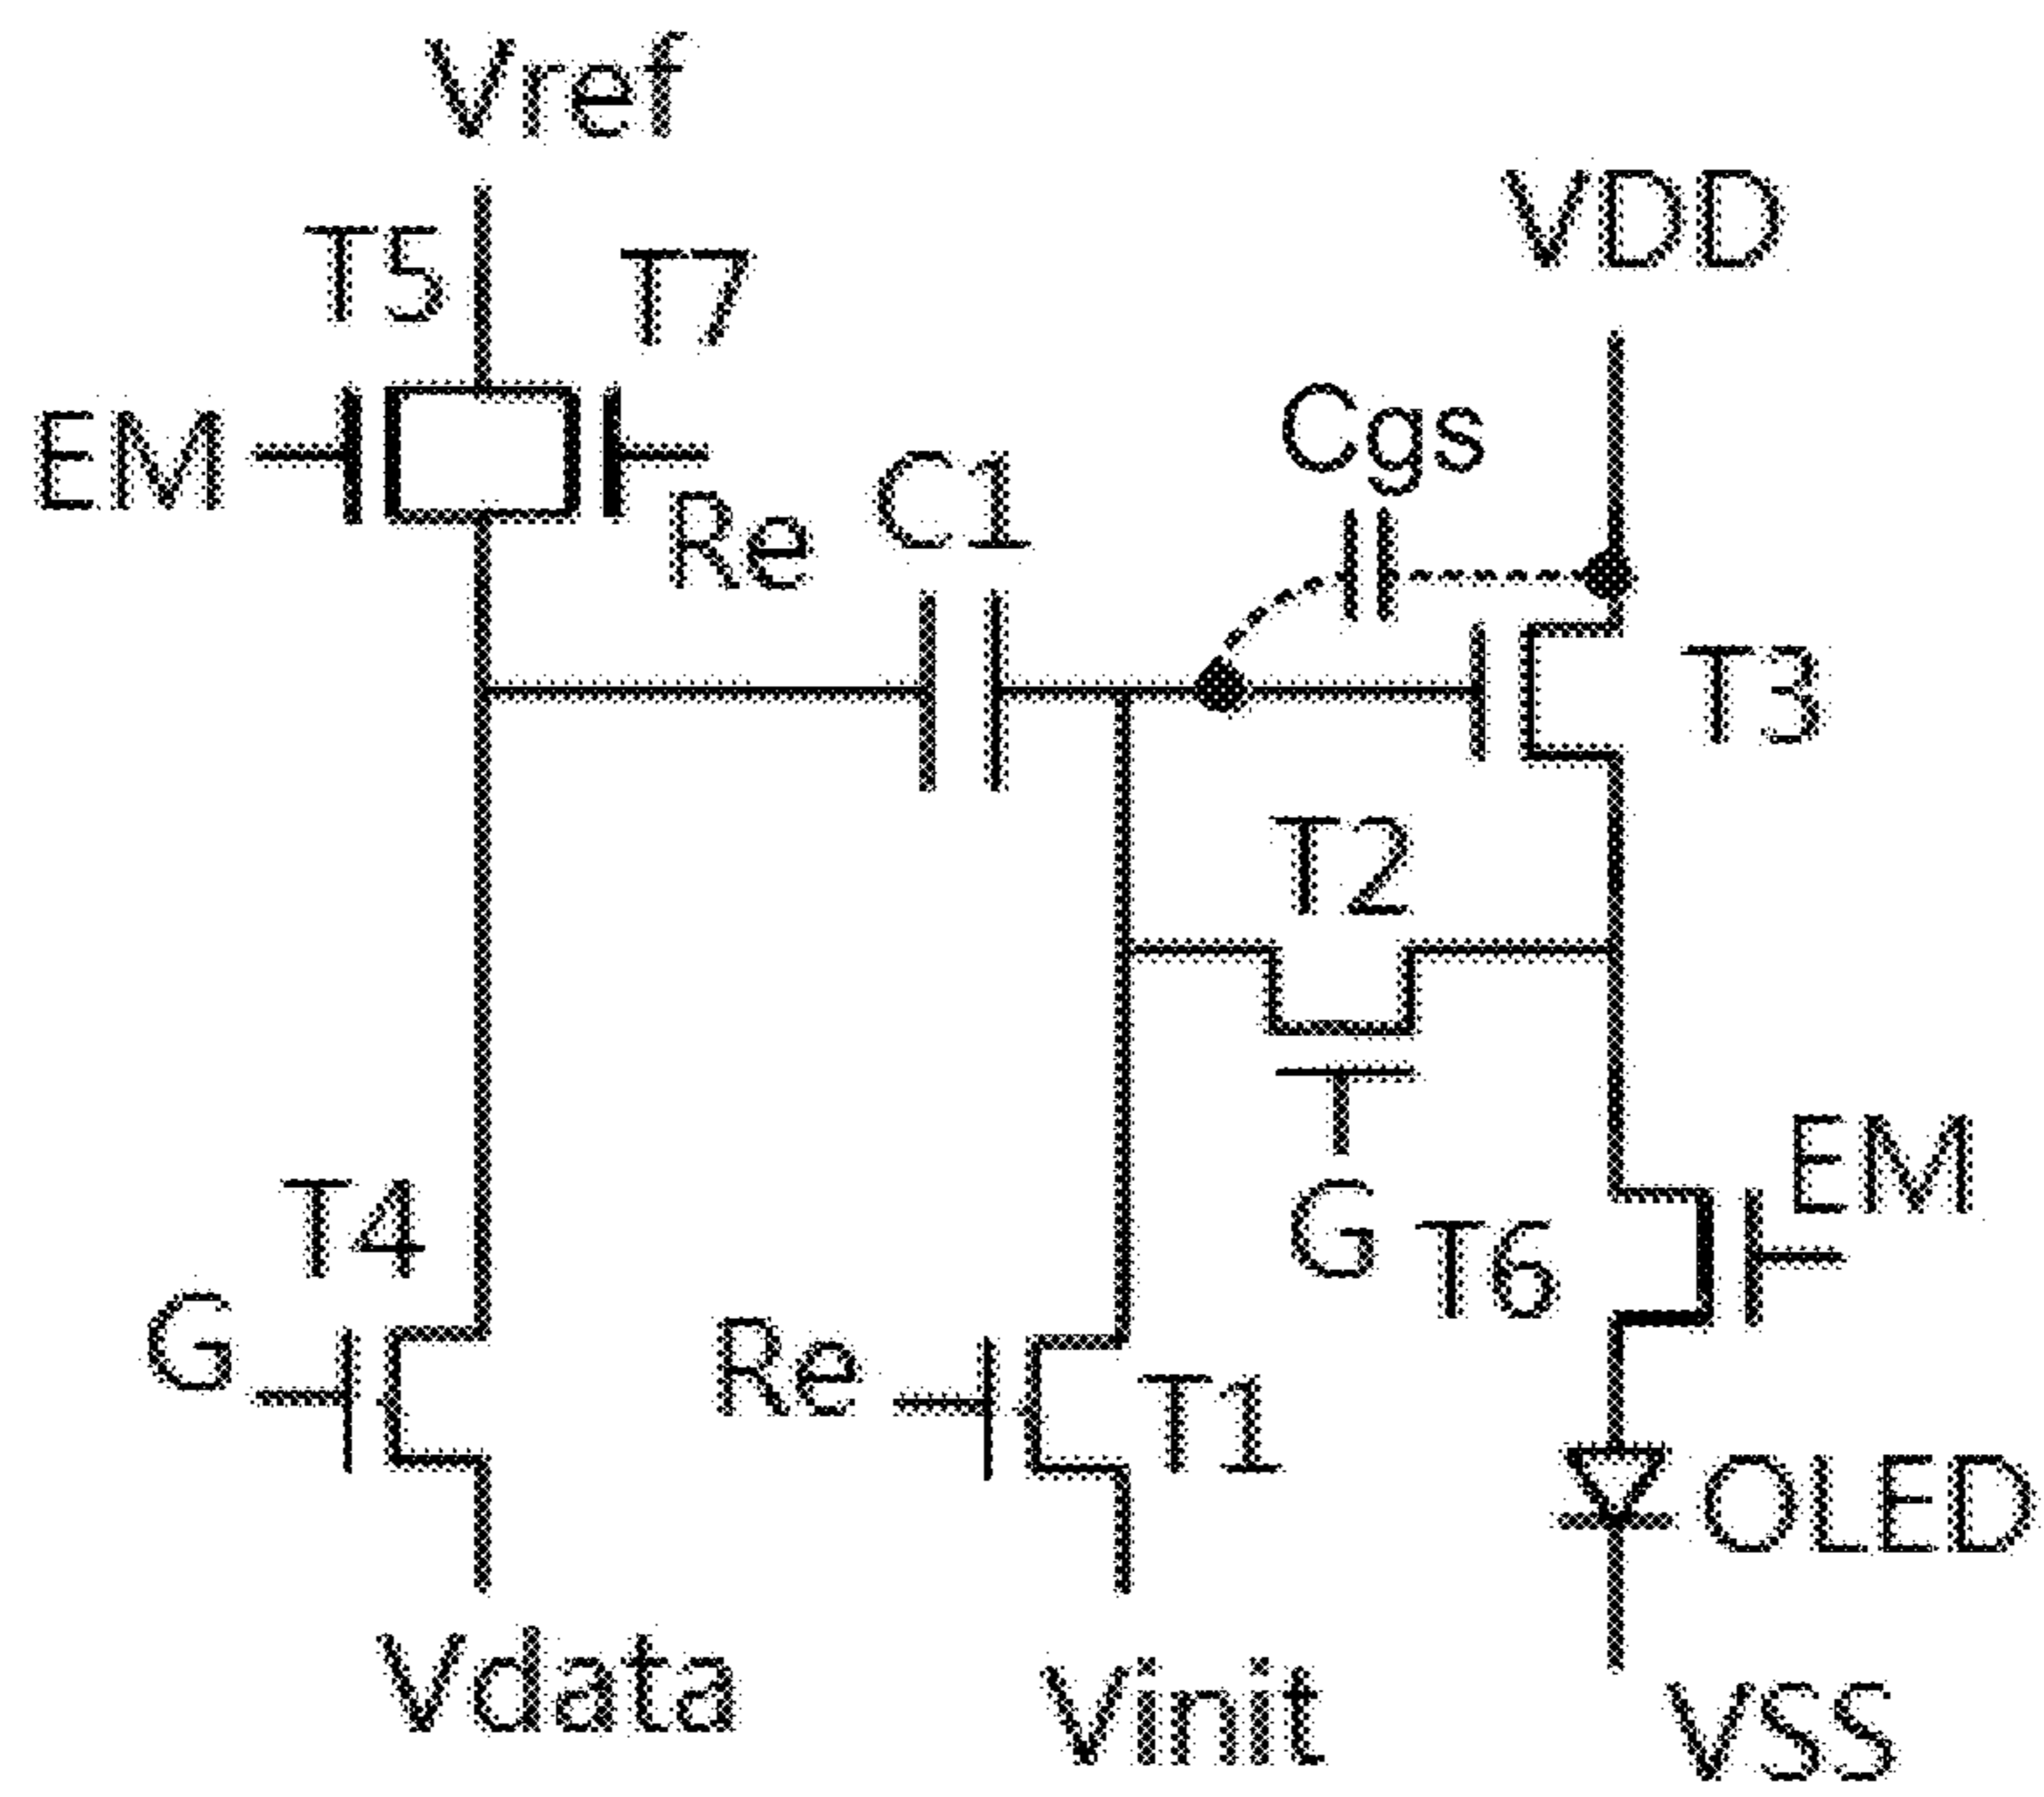 Vref
VDD
T5
T7
Cgs
EM
C1
Re
T3
T2
EM
T4
G
T6
G
Re
T1
OLED
Vdata
Vinit
VSS